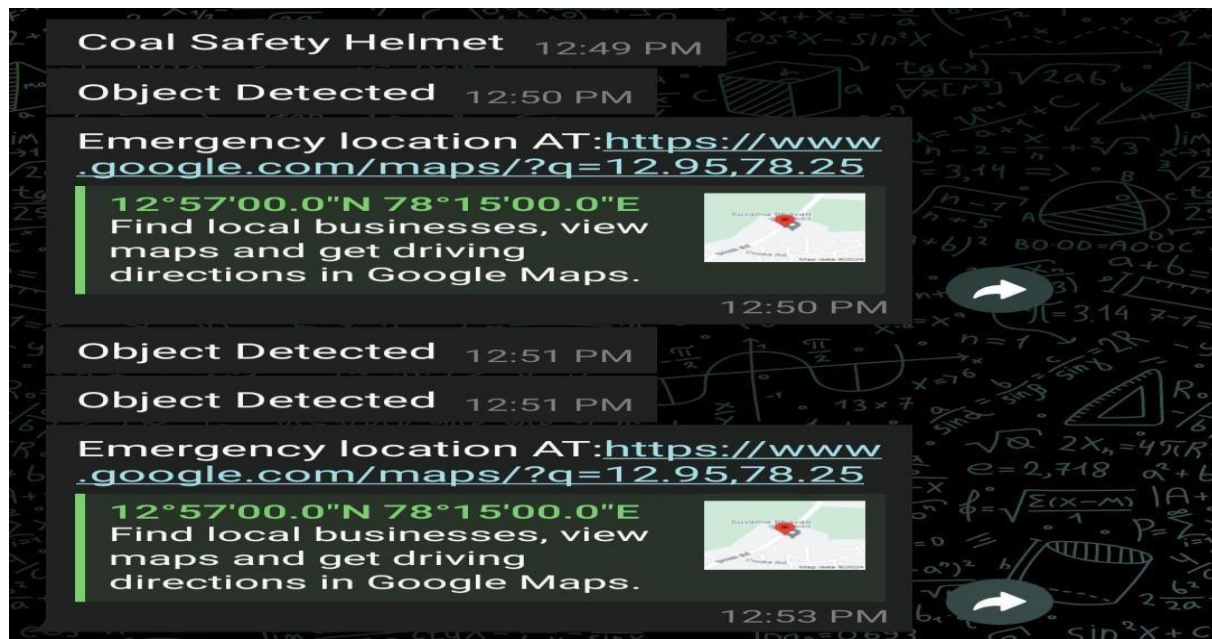 Coal Safety Helmet 12:49 PM
Object Detected 12:50 PM
Emergency location AT:https://www
.google.com/maps/?q=12.95,78.25
12°57'00.0"N 78°15'00.0"E
Find local businesses, view
maps and get driving
directions in Google Maps.
12:50 PM
Object Detected 12:51 PM
Object Detected 12:51 PM
Emergency location AT:https://www
.google.com/maps/?q=12.95,78.25
12°57'00.0"N 78°15'00.0"E
Find local businesses, view
maps and get driving
directions in Google Maps.
12:53 PM